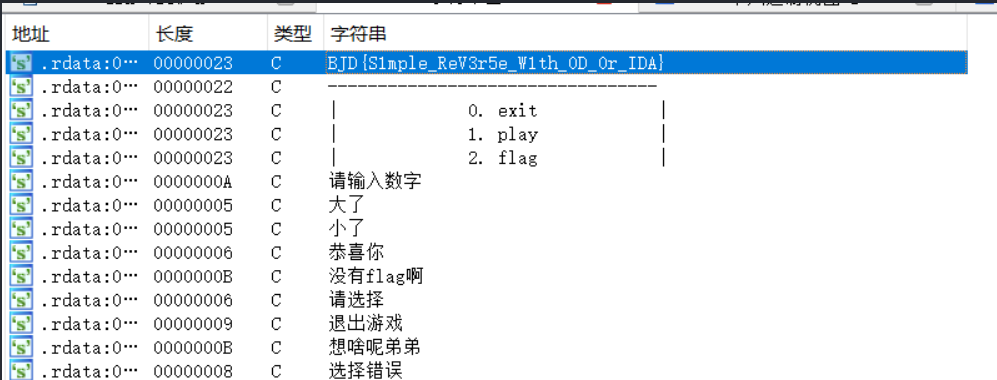 地址 长度 类型 字符串
's' .rdata:0… 00000023 C BJD{S1mple_ReV3r5e_W1th_0D_0r_IDA}
's' .rdata:0… 00000022 C ---------------------------------
's' .rdata:0… 00000023 C | 0. exit |
's' .rdata:0… 00000023 C | 1. play |
's' .rdata:0… 00000023 C | 2. flag |
's' .rdata:0… 0000000A C 请输入数字
's' .rdata:0… 00000005 C 大了
's' .rdata:0… 00000005 C 小了
's' .rdata:0… 00000006 C 恭喜你
's' .rdata:0… 0000000B C 没有flag啊
's' .rdata:0… 00000006 C 请选择
's' .rdata:0… 00000009 C 退出游戏
's' .rdata:0… 0000000B C 想啥呢弟弟
's' .rdata:0… 00000008 C 选择错误